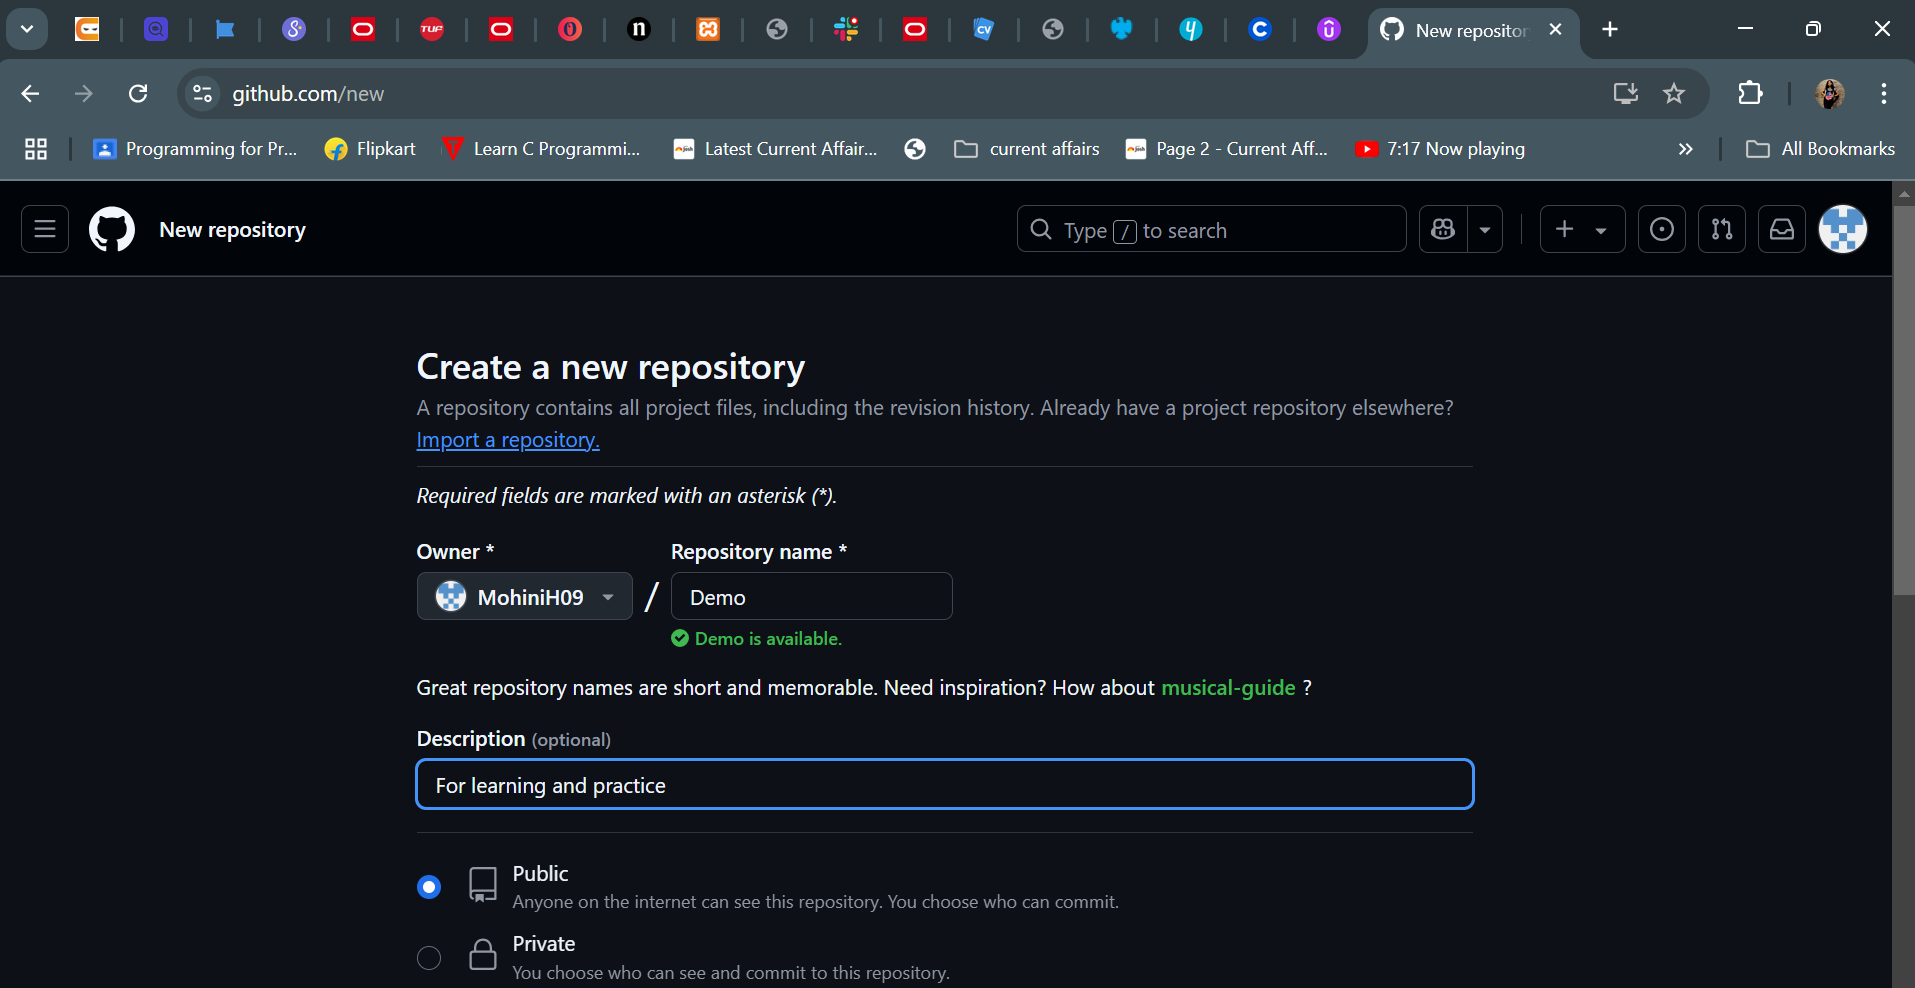 New repositor
github.com/new
Programming for Pr...
Flipkart
Learn C Programmi...
Latest Current Affair...
current affairs
Page 2 - Current Aff...
7:17 Now playing
All Bookmarks
New repository
Type / to search
Create a new repository
A repository contains all project files, including the revision history. Already have a project repository elsewhere?
Import a repository.
Required fields are marked with an asterisk (*).
Owner *
Repository name *
MohiniH09
/
Demo
Demo is available.
Great repository names are short and memorable. Need inspiration? How about musical-guide ?
Description (optional)
For learning and practice
Public
Anyone on the internet can see this repository. You choose who can commit.
Private
You choose who can see and commit to this repository.